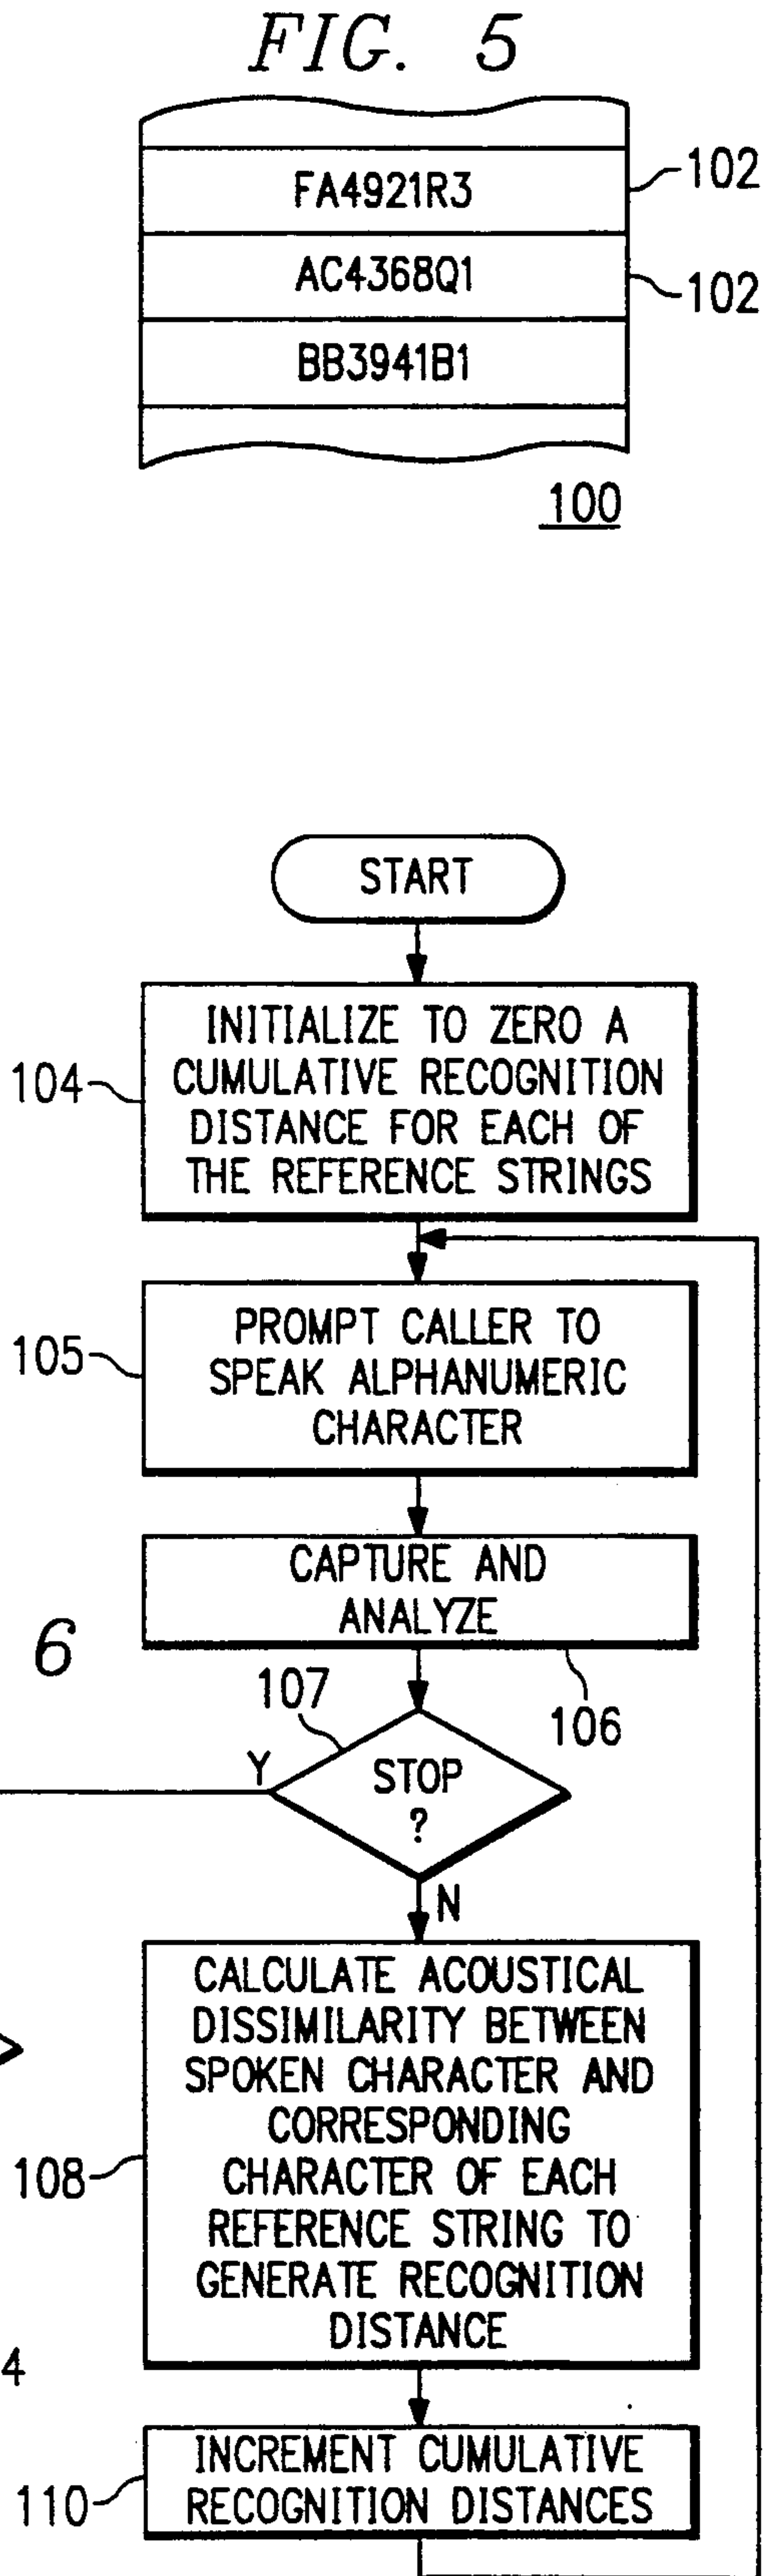 FIG. 5
FA4921R3
102
AC4368Q1
102
BB3941B1
100
START
INITIALIZE TO ZERO A
CUMULATIVE RECOGNITION
DISTANCE FOR EACH OF
THE REFERENCE STRINGS
104
PROMPT CALLER TO
SPEAK ALPHANUMERIC
CHARACTER
105
CAPTURE AND
ANALYZE
6
106
107
Y
STOP
?
N
CALCULATE ACOUSTICAL
DISSIMILARITY BETWEEN
SPOKEN CHARACTER AND
CORRESPONDING
CHARACTER OF EACH
REFERENCE STRING TO
GENERATE RECOGNITION
DISTANCE
108
4
INCREMENT CUMULATIVE
RECOGNITION DISTANCES
110